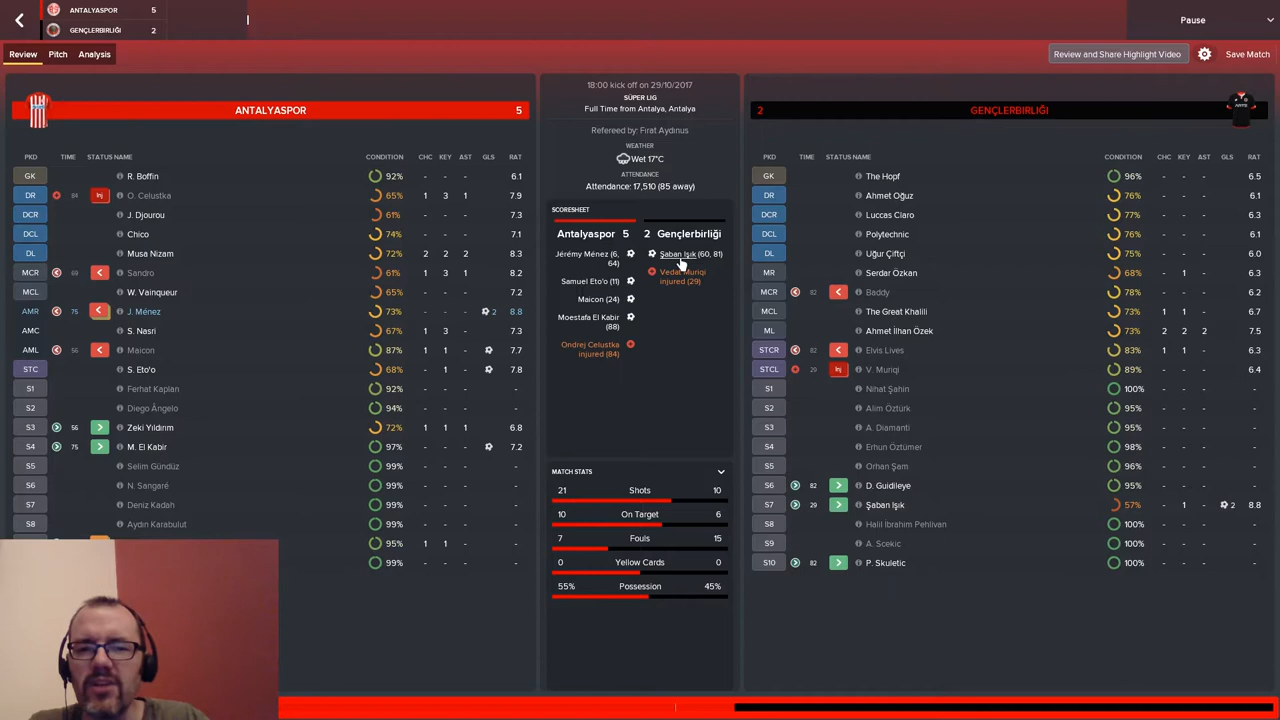 ANTALYASPOR 5
GENÇLERBIRLIĞI 2
Pause
Review Pitch Analysis
Review and Share Highlight Video Save Match
ANTALYASPOR 5
PKD TIME STATUS NAME CONDITION CHC KEY AST GLS RAT
GK R. Boffin 92% - - - - 6.1
DR 84 Inj O. Celustka 65% 1 3 1 - 7.9
DCR J. Djourou 61% - - - - 7.3
DCL Chico 74% - - - - 7.1
DL Musa Nizam 72% 2 2 2 - 8.3
MCR 69 Sandro 61% 1 3 1 - 8.2
MCL W. Vainqueur 65% - - - - 7.2
AMR 75 J. Ménez 73% - - - 2 8.8
AMC S. Nasri 67% 1 3 - - 7.3
AML 56 Maicon 87% 1 1 - 7.7
STC S. Eto'o 68% - 1 - 7.8
S1 Ferhat Kaplan 92% - - - - -
S2 Diego Ângelo 94% - - - - -
S3 56 Zeki Yıldırım 72% 1 1 1 - 6.8
S4 75 M. El Kabir 97% - - - 7.2
S5 Selim Gündüz 99% - - - - -
S6 N. Sangaré 99% - - - - -
S7 Deniz Kadah 99% - - - - -
S8 Aydın Karabulut 99% - - - - -
95% 1 1 - -
99% - - - - -
18:00 kick off on 29/10/2017
SÜPER LIG
Full Time from Antalya, Antalya
Refereed by: Fırat Aydınus
WEATHER
Wet 17°C
ATTENDANCE
Attendance: 17,510 (85 away)
SCORESHEET
Antalyaspor 5 2 Gençlerbirliği
Jérémy Ménez (6,
64)
Samuel Eto'o (11)
Maicon (24)
Moestafa El Kabir
(88)
Ondrej Celustka
injured (84)
Şaban Işık (60, 81)
Vedat Muriqi
injured (29)
MATCH STATS
21 Shots 10
10 On Target 6
7 Fouls 15
0 Yellow Cards 0
55% Possession 45%
2 GENÇLERBIRLIĞI
PKD TIME STATUS NAME CONDITION CHC KEY AST GLS RAT
GK The Hopf 96% - - - - 6.5
DR Ahmet Oğuz 76% - - - - 6.3
DCR Luccas Claro 77% - - - - 6.3
DCL Polytechnic 76% - - - - 6.3
DL Uğur Çiftçi 75% - - - - 6.0
MR Serdar Özkan 68% - 1 - - 6.3
MCR 82 Baddy 78% - - - - 6.2
MCL The Great Khalili 73% 1 1 - - 6.7
ML Ahmet Ilhan Özek 73% 2 2 2 - 7.5
STCR 82 Elvis Lives 83% 1 1 - - 6.3
STCL 29 Inj V. Muriqi 89% - - - - 6.4
S1 Nihat Şahin 100% - - - - -
S2 Alim Öztürk 95% - - - - -
S3 A. Diamanti 95% - - - - -
S4 Erhun Öztümer 98% - - - - -
S5 Orhan Şam 96% - - - - -
S6 82 D. Guidileye 95% - - - - -
S7 29 Şaban Işık 57% - 1 - 2 8.8
S8 Halil Ibrahim Pehlivan 100% - - - - -
S9 A. Scekic 100% - - - - -
S10 82 P. Skuletic 100% - - - - -